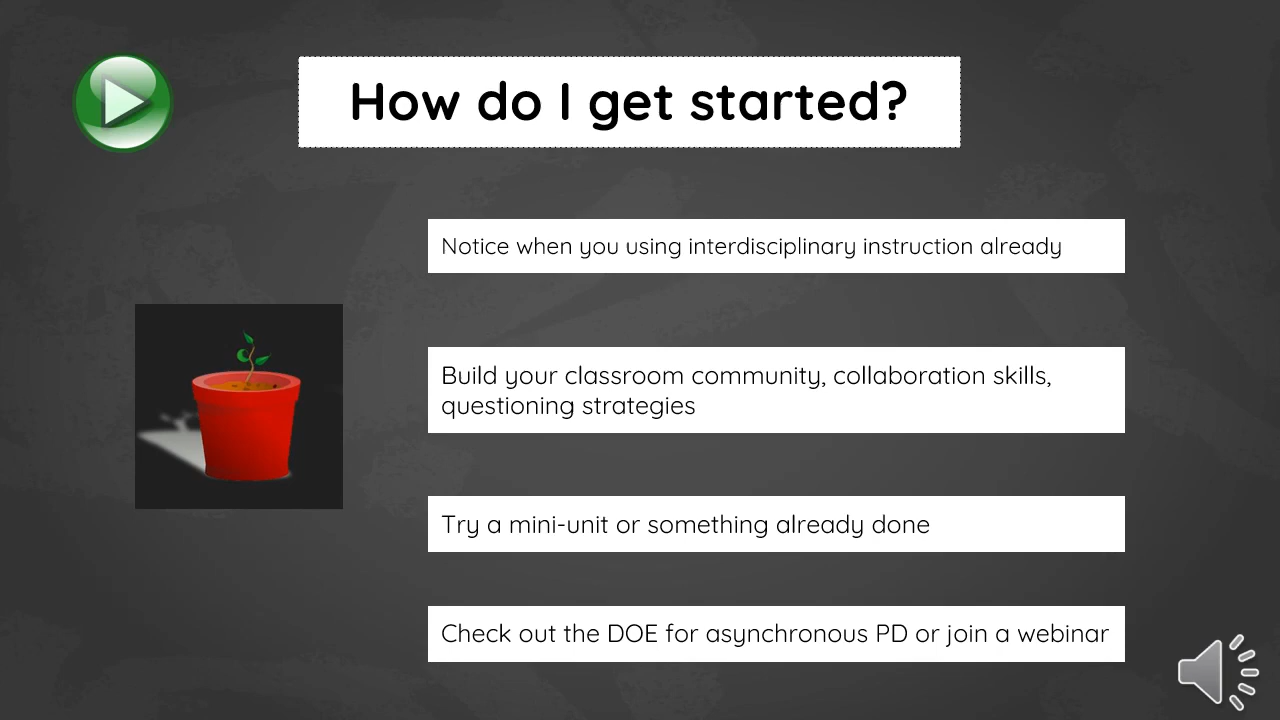 How do I get started?
Notice when you using interdisciplinary instruction already
Build your classroom community, collaboration skills,
questioning strategies
Try a mini-unit or something already done
Check out the DOE for asynchronous PD or join a webinar